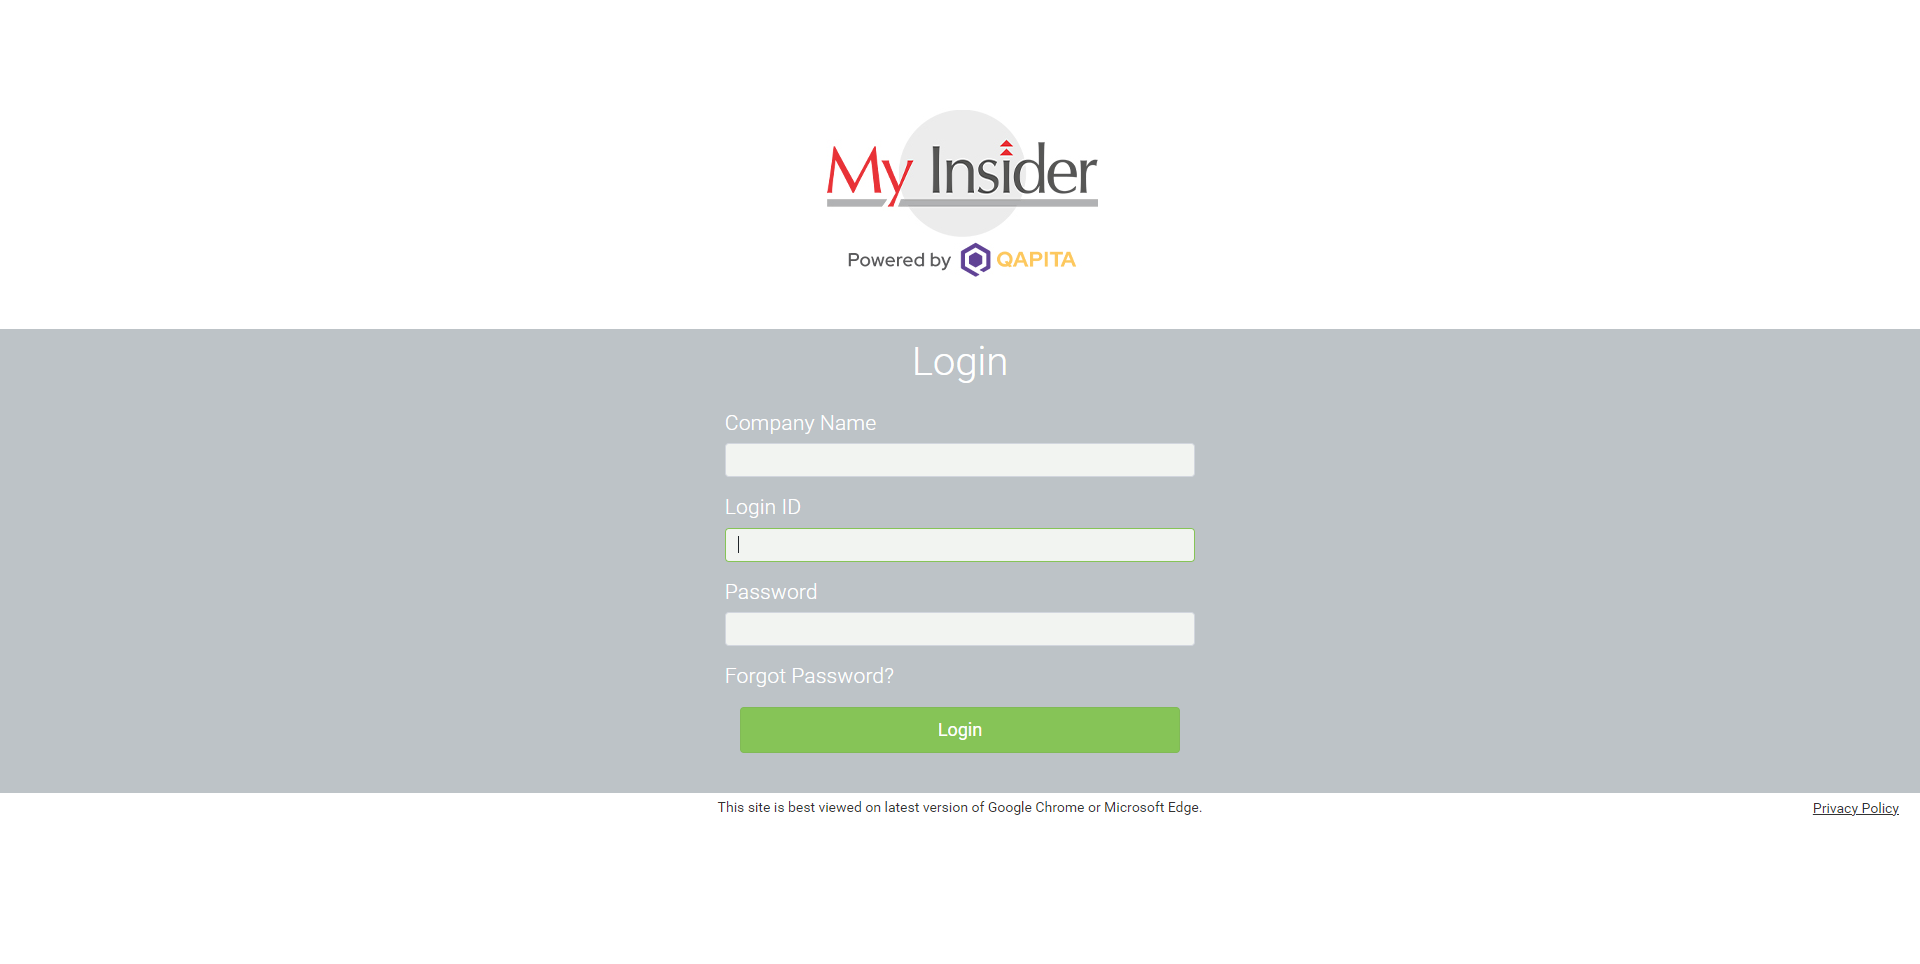 My Insider
Powered by QAPITA
Login
Company Name
Login ID
Password
Forgot Password?
Login
This site is best viewed on latest version of Google Chrome or Microsoft Edge.
Privacy Policy